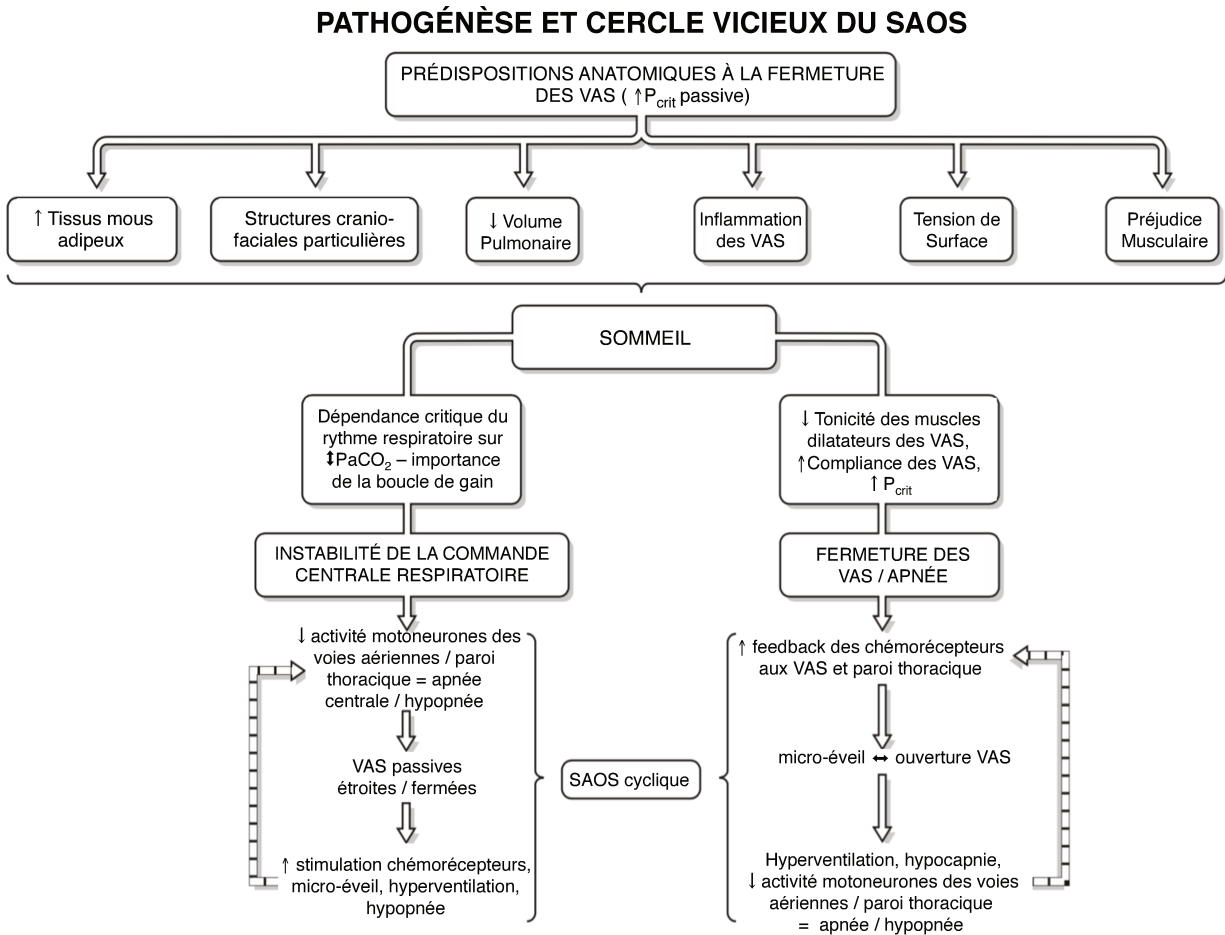 PATHOGÉNÈSE ET CERCLE VICIEUX DU SAOS
PRÉDISPOSITIONS ANATOMIQUES À LA FERMETURE
DES VAS ( ↑P_crit passive)
↑ Tissus mous
adipeux
Structures cranio-
faciales particulières
↓ Volume
Pulmonaire
Inflammation
des VAS
Tension de
Surface
Préjudice
Musculaire
SOMMEIL
Dépendance critique du
rythme respiratoire sur
↕PaCO₂ – importance
de la boucle de gain
INSTABILITÉ DE LA COMMANDE
CENTRALE RESPIRATOIRE
↓ activité motoneurones des
voies aériennes / paroi
thoracique = apnée
centrale / hypopnée
VAS passives
étroites / fermées
↑ stimulation chémorécepteurs,
micro-éveil, hyperventilation,
hypopnée
SAOS cyclique
↓ Tonicité des muscles
dilatateurs des VAS,
↑Compliance des VAS,
↑ P_crit
FERMETURE DES
VAS / APNÉE
↑ feedback des chémorécepteurs
aux VAS et paroi thoracique
micro-éveil ↔ ouverture VAS
Hyperventilation, hypocapnie,
↓ activité motoneurones des voies
aériennes / paroi thoracique
= apnée / hypopnée